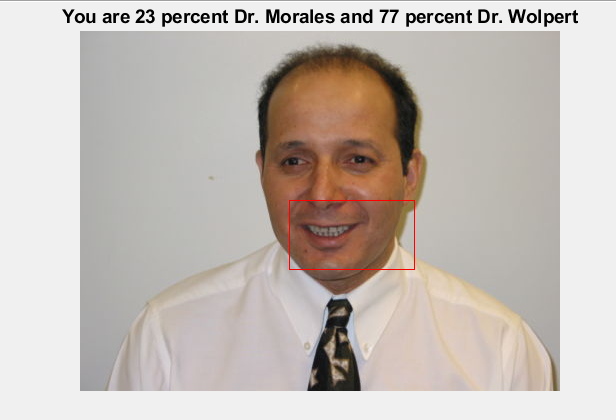 You are 23 percent Dr. Morales and 77 percent Dr. Wolpert